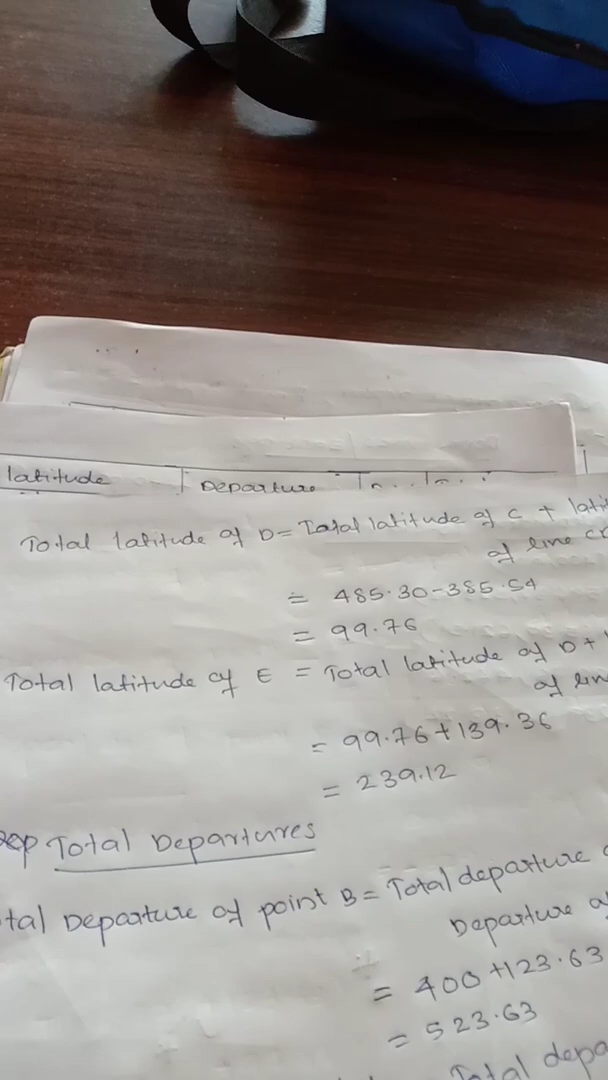 latitude Departure
Total latitude of D = Total latitude of C +
of line
= 485.30-385.54
= 99.76
Total latitude of E = Total latitude of D +
of
= 99.76+139.36
= 239.12
Total Departures
Departure of point B = Total departure
Departure of
= 400+123.63
= 523.63
Total